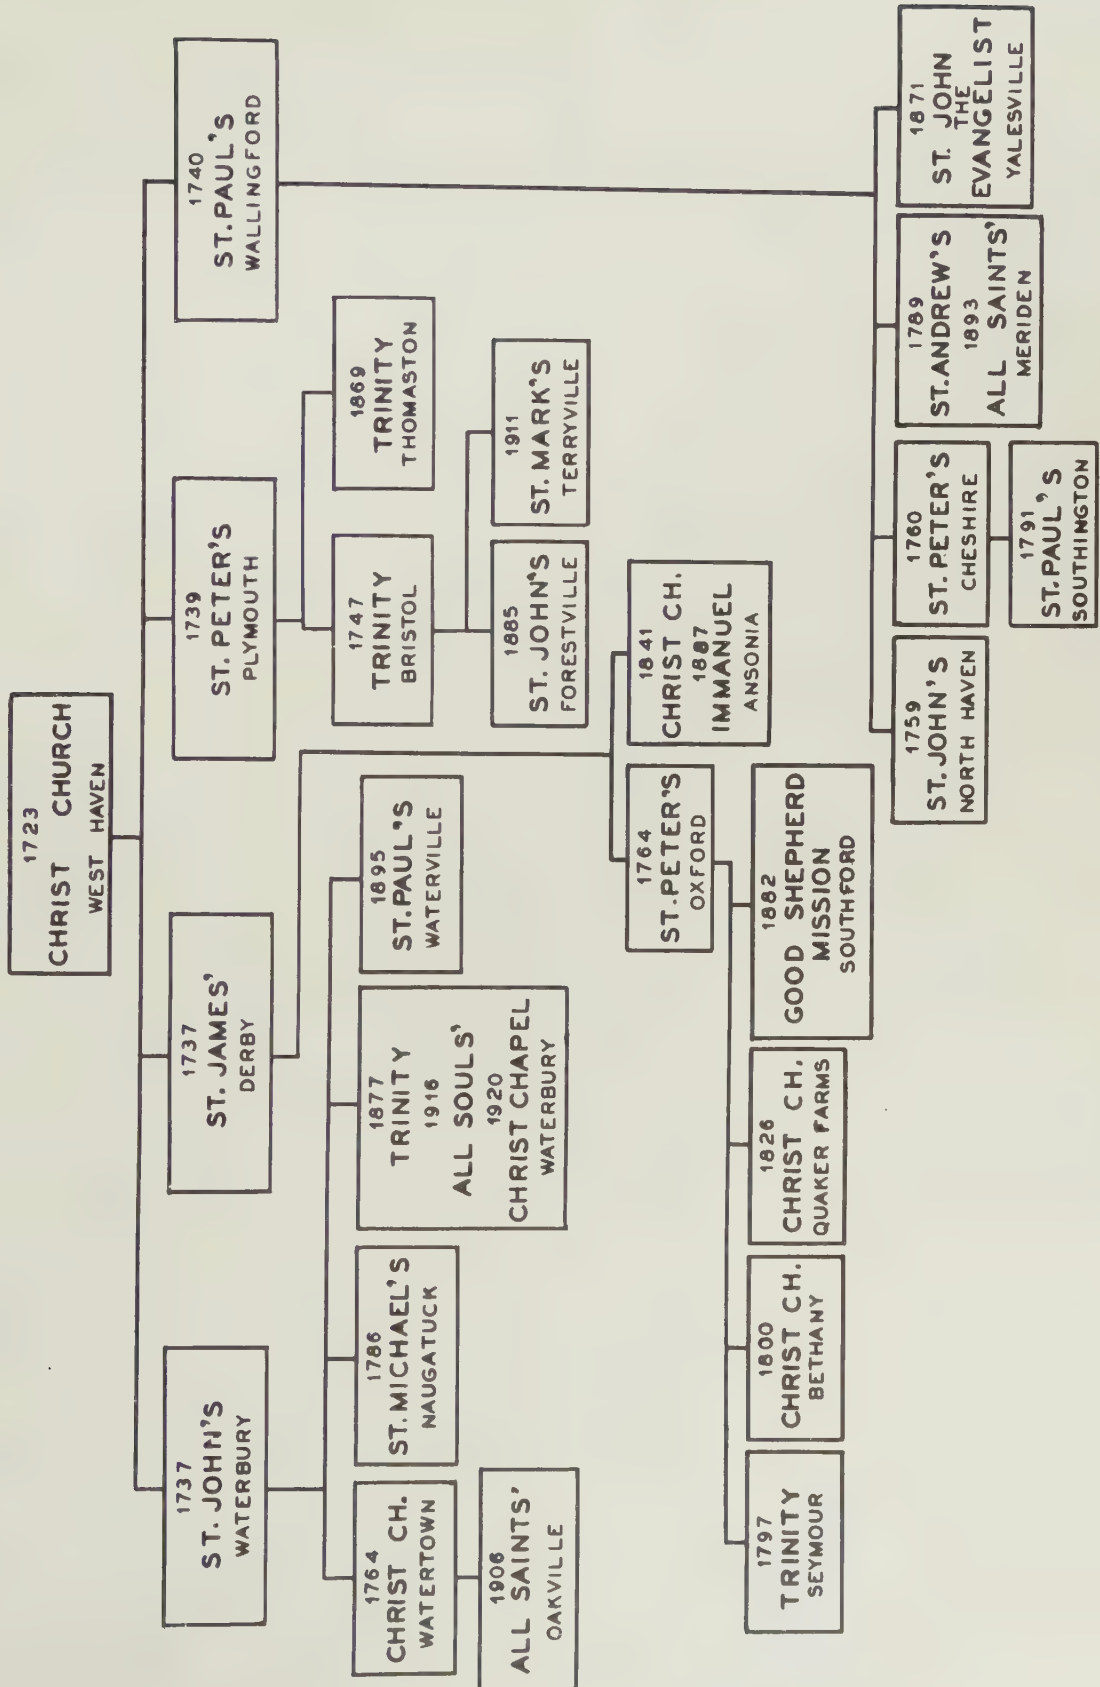 1723
CHRIST CHURCH
WEST HAVEN
1737
ST. JOHN'S
WATERBURY
1737
ST. JAMES'
DERBY
1739
ST. PETER'S
PLYMOUTH
1740
ST. PAUL'S
WALLINGFORD
1764
CHRIST CH.
WATERTOWN
1786
ST. MICHAEL'S
NAUGATUCK
1877
TRINITY
1916
ALL SOULS'
1920
CHRIST CHAPEL
WATERBURY
1895
ST. PAUL'S
WATERVILLE
1747
TRINITY
BRISTOL
1869
TRINITY
THOMASTON
1906
ALL SAINTS'
OAKVILLE
1885
ST. JOHN'S
FORESTVILLE
1911
ST. MARK'S
TERRYVILLE
1764
ST. PETER'S
OXFORD
1841
CHRIST CH.
1887
IMMANUEL
ANSONIA
1797
TRINITY
SEYMOUR
1800
CHRIST CH.
BETHANY
1826
CHRIST CH.
QUAKER FARMS
1882
GOOD SHEPHERD
MISSION
SOUTHFORD
1759
ST. JOHN'S
NORTH HAVEN
1760
ST. PETER'S
CHESHIRE
1789
ST. ANDREW'S
1893
ALL SAINTS'
MERIDEN
1871
ST. JOHN
THE
EVANGELIST
YALESVILLE
1791
ST. PAUL'S
SOUTHINGTON